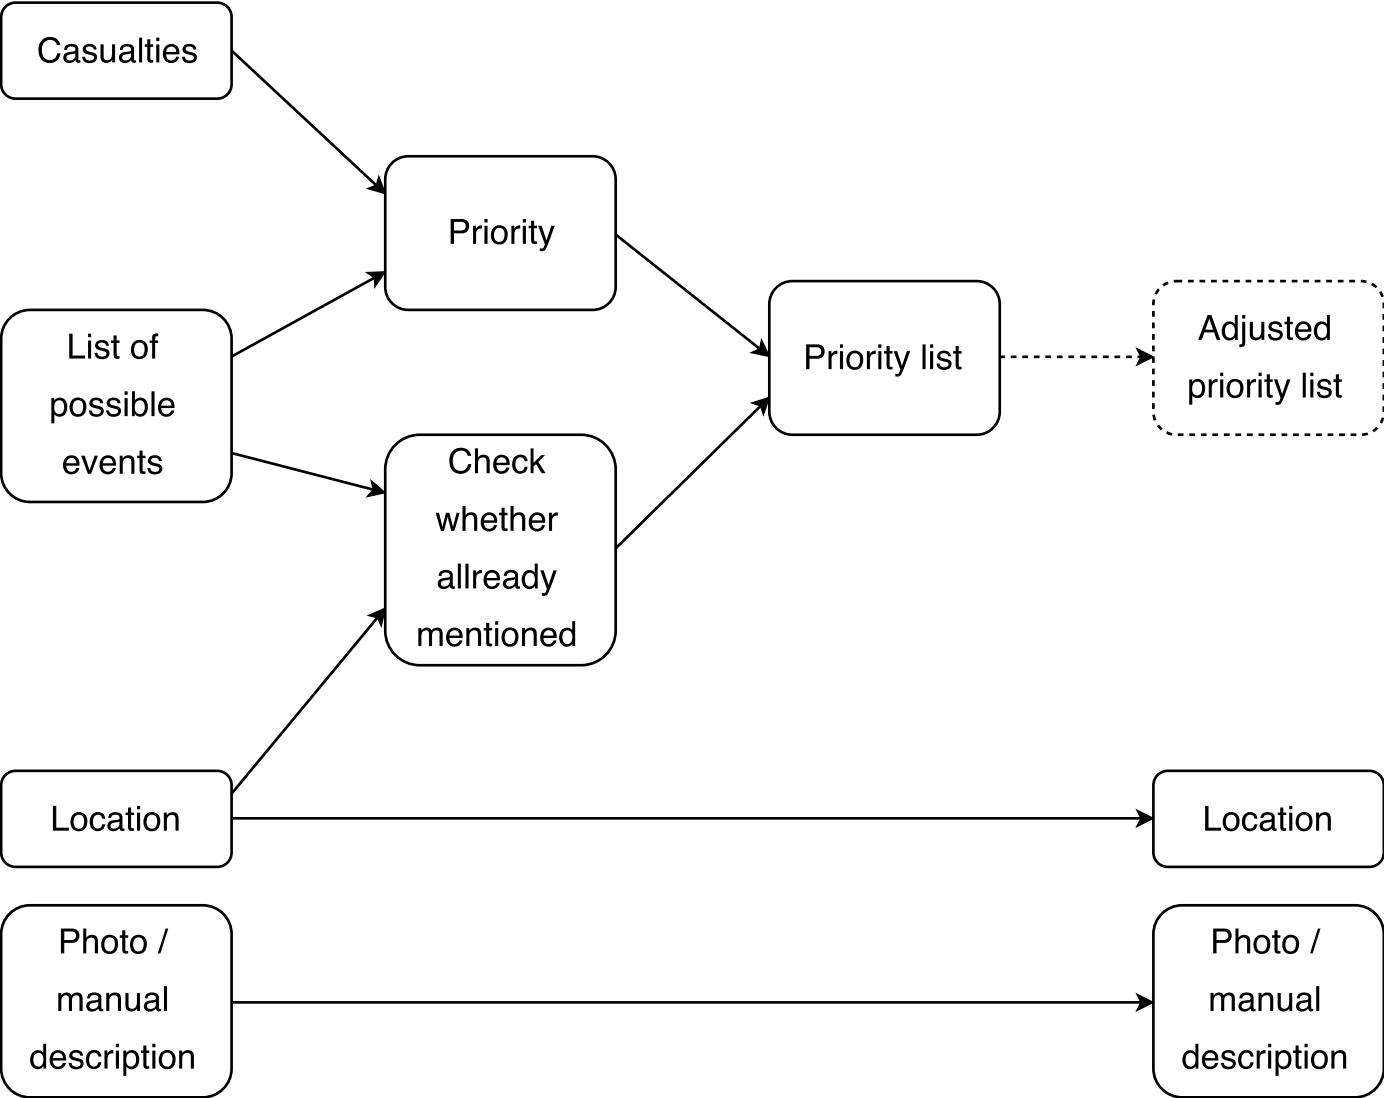 Casualties
Priority
List of
possible
events
Check
whether
allready
mentioned
Priority list
Adjusted
priority list
Location
Location
Photo /
manual
description
Photo /
manual
description